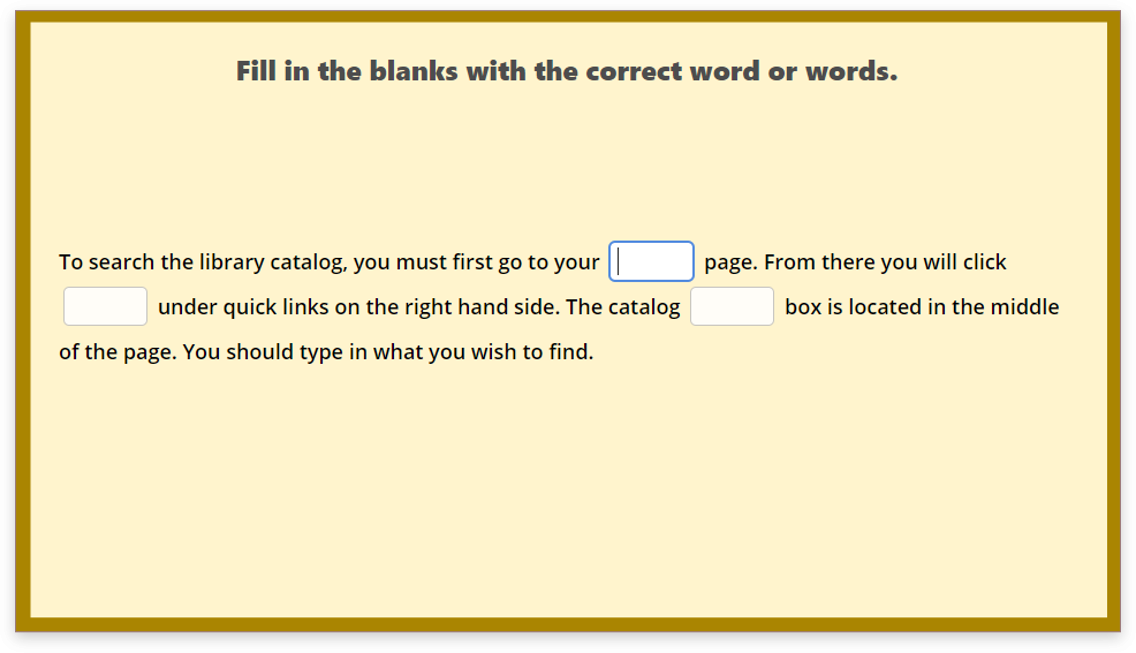 Fill in the blanks with the correct word or words.
To search the library catalog, you must first go to your page. From there you will click
under quick links on the right hand side. The catalog box is located in the middle
of the page. You should type in what you wish to find.